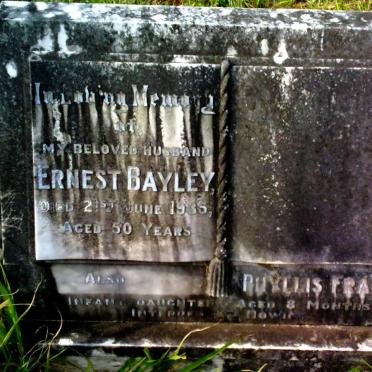 In Loving Memory
OF
MY BELOVED HUSBAND
ERNEST BAYLEY
DIED 21ST JUNE 1935
AGED 50 YEARS
ALSO PHYLLIS
INFANT DAUGHTER AGED 8 MONTHS